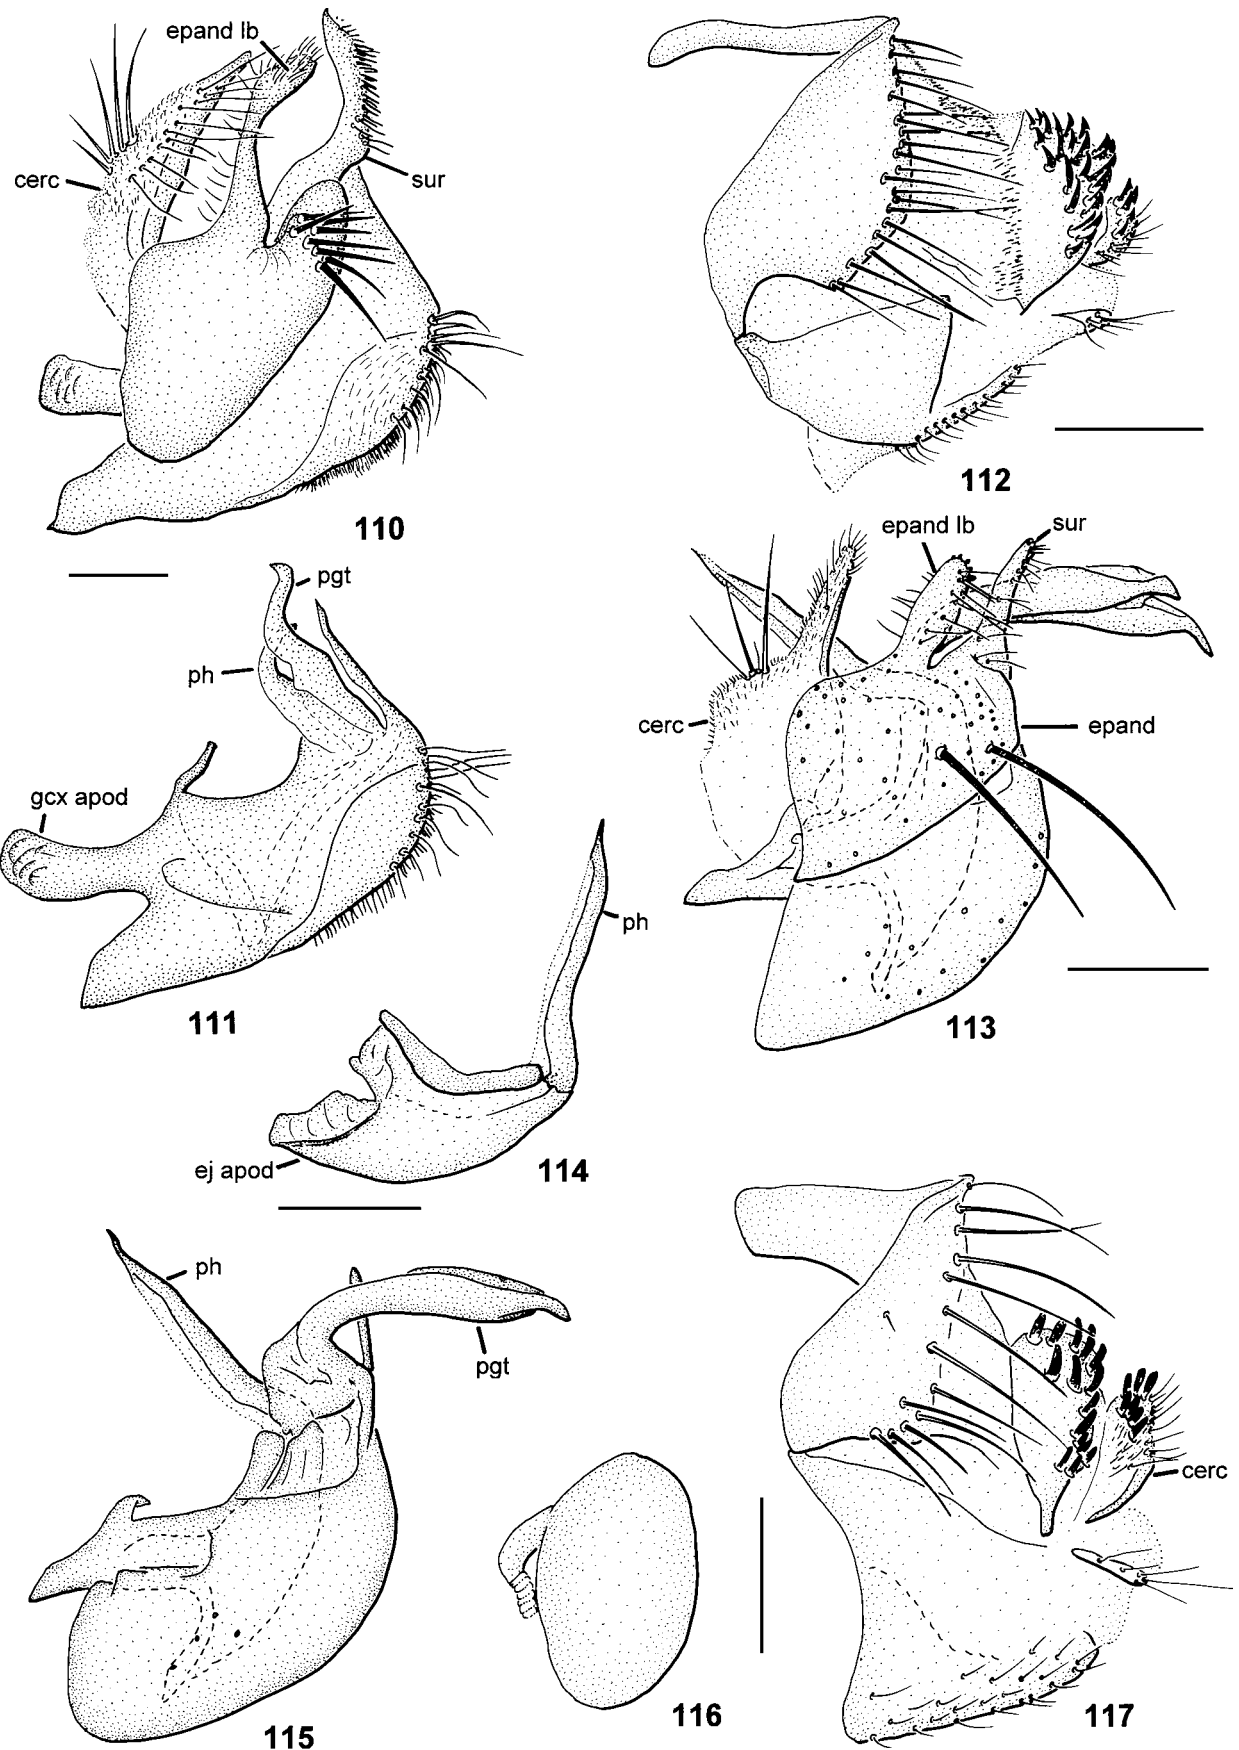 epand lb
cerc
sur
110
112
pgt
ph
gcx apod
111
epand lb
sur
cerc
epand
113
ph
ej apod
114
ph
pgt
115
116
cerc
117